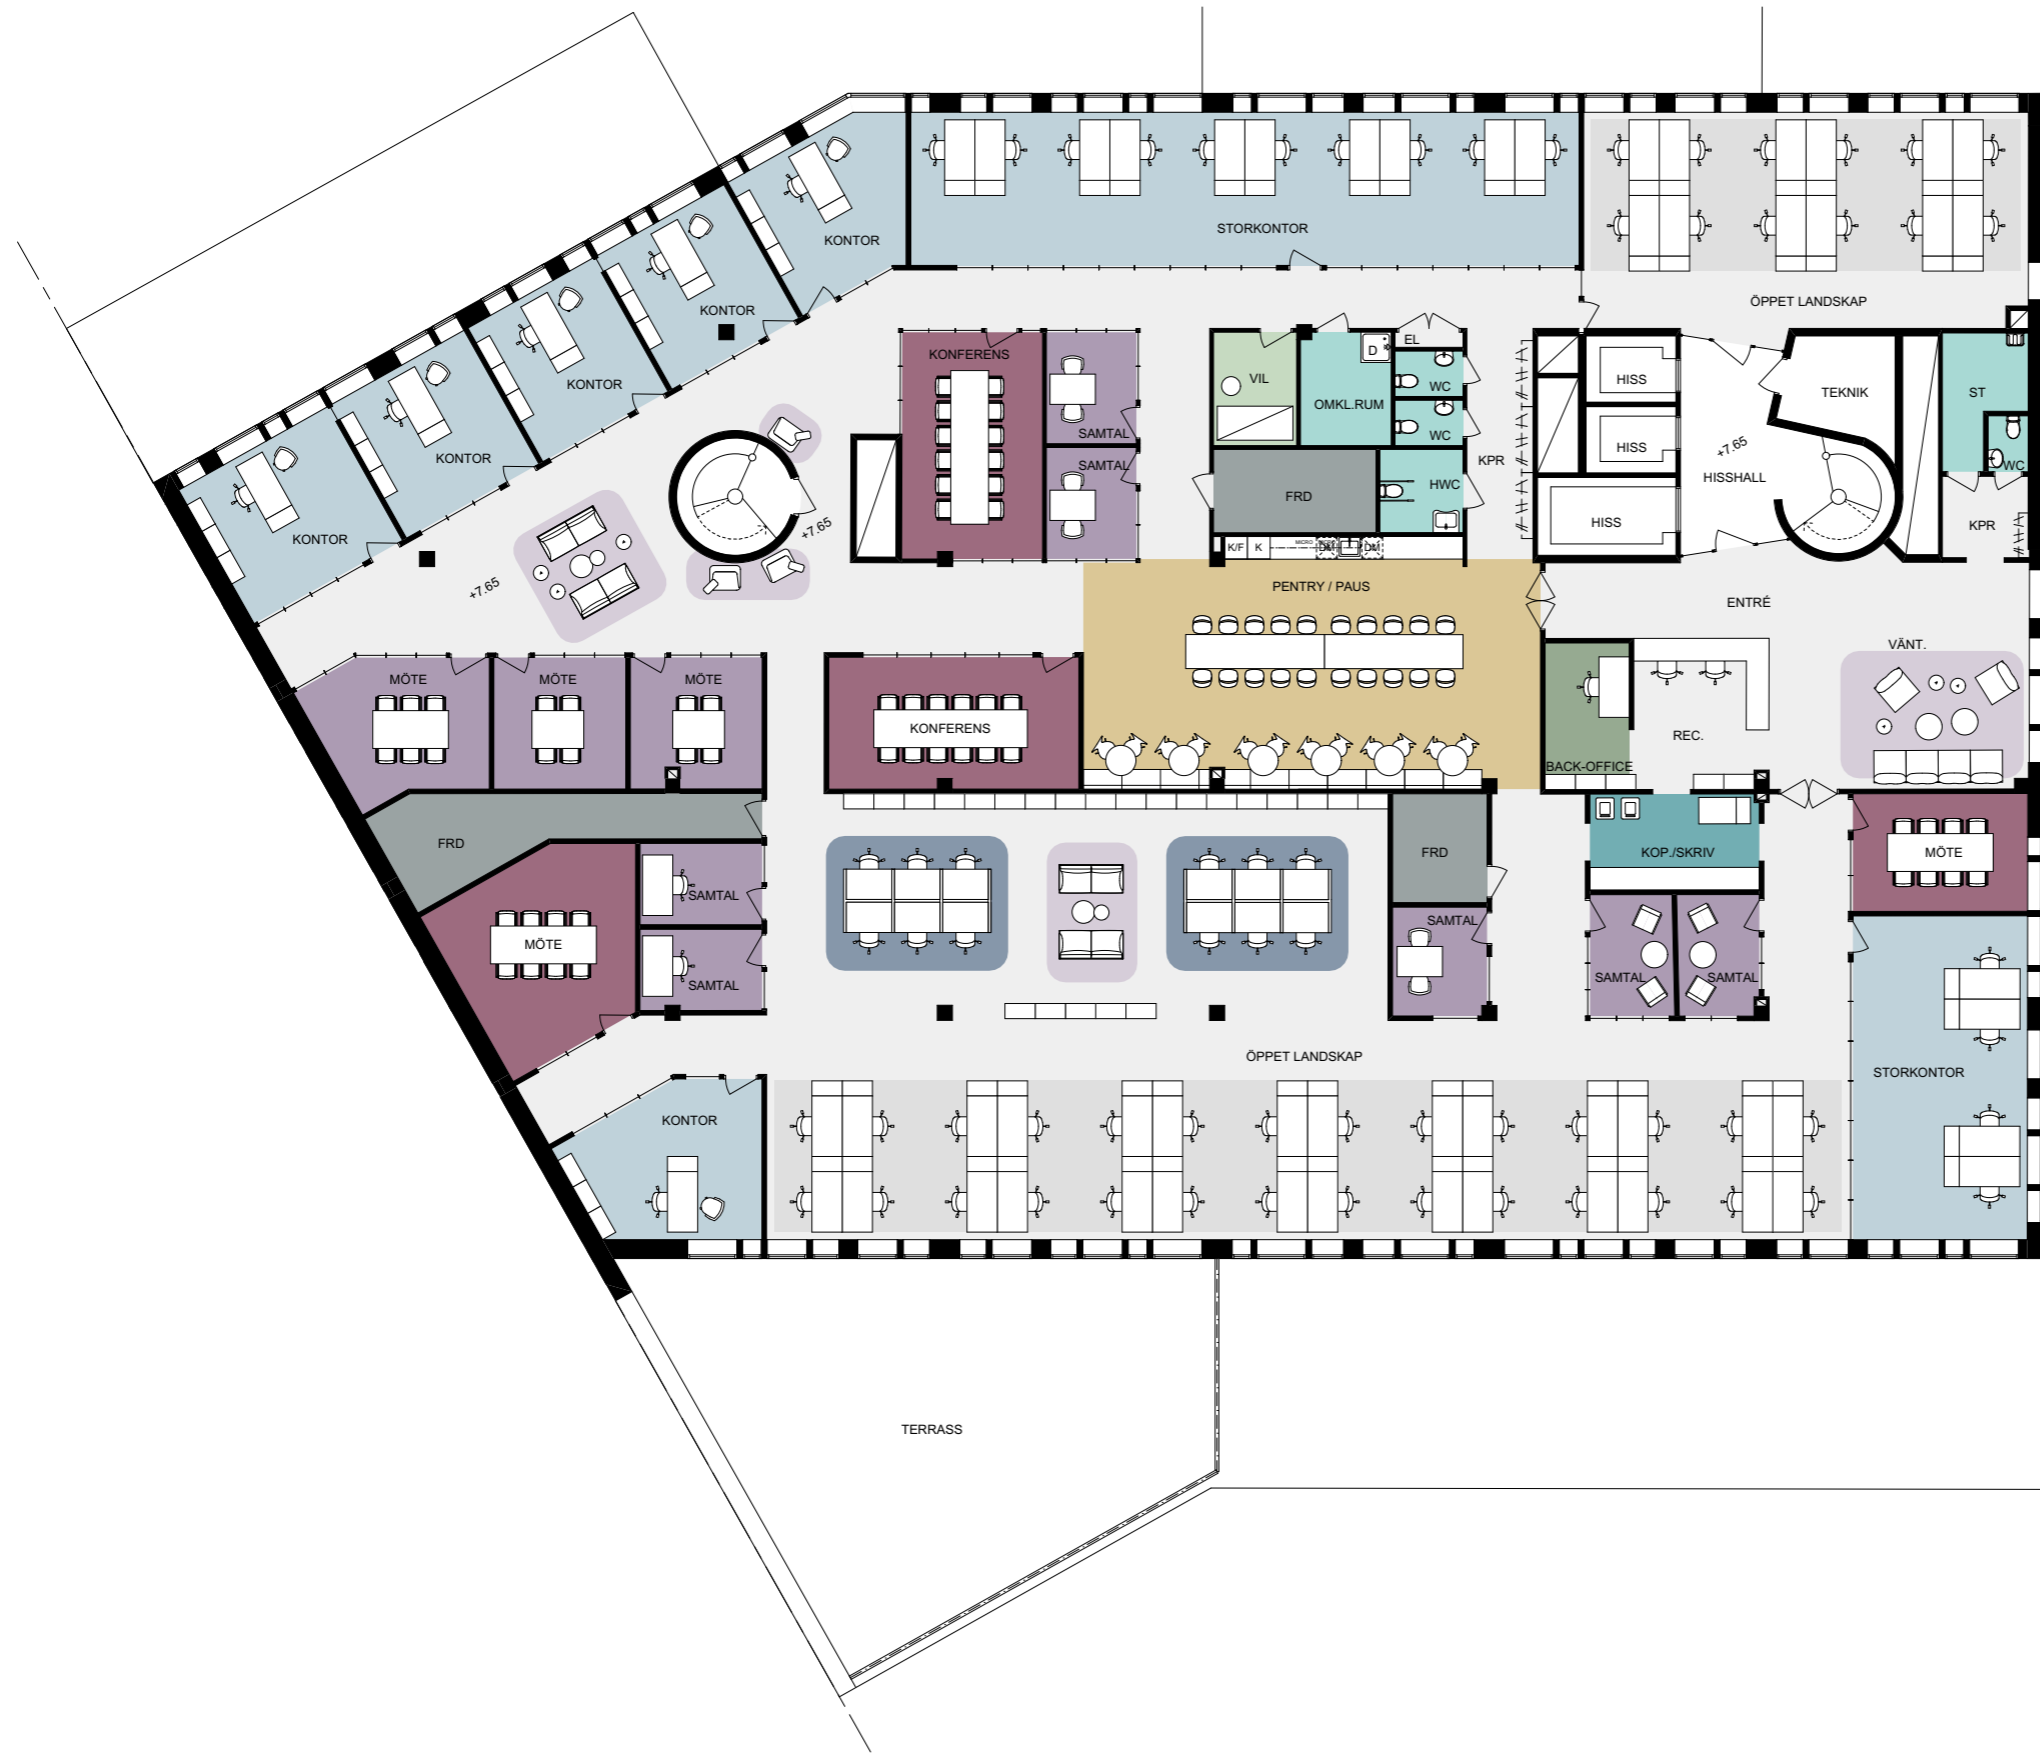 STORKONTOR
KONTOR
KONTOR
KONTOR
KONTOR
KONTOR
ÖPPET LANDSKAP
KONFERENS
SAMTAL
SAMTAL
VIL
OMKL.RUM
D
EL
WC
WC
HWC
FRD
KPR
HISS
HISS
HISS
HISSHALL
+7.65
TEKNIK
ST
WC
KPR
+7.65
+7.65
K/F
K
MICRO
DM
DM
PENTRY / PAUS
ENTRÉ
VÄNT.
MÖTE
MÖTE
MÖTE
KONFERENS
REC.
BACK-OFFICE
FRD
SAMTAL
SAMTAL
MÖTE
FRD
SAMTAL
KOP./SKRIV
SAMTAL
SAMTAL
MÖTE
STORKONTOR
ÖPPET LANDSKAP
KONTOR
TERRASS